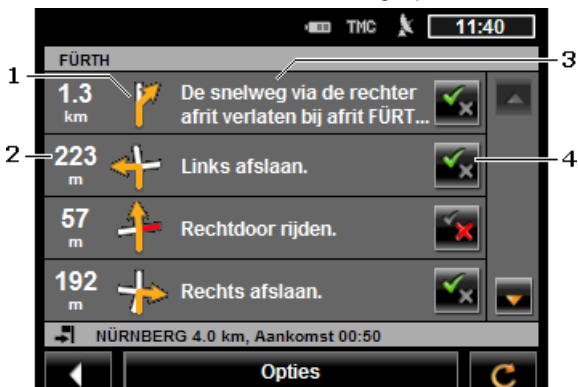 TMC 11:40
FÜRTH
1 3
1.3 km De snelweg via de rechter
afrit verlaten bij afrit FÜRT...
2 223 m Links afslaan. 4
57 m Rechtdoor rijden.
192 m Rechts afslaan.
NÜRNBERG 4.0 km, Aankomst 00:50
Opties